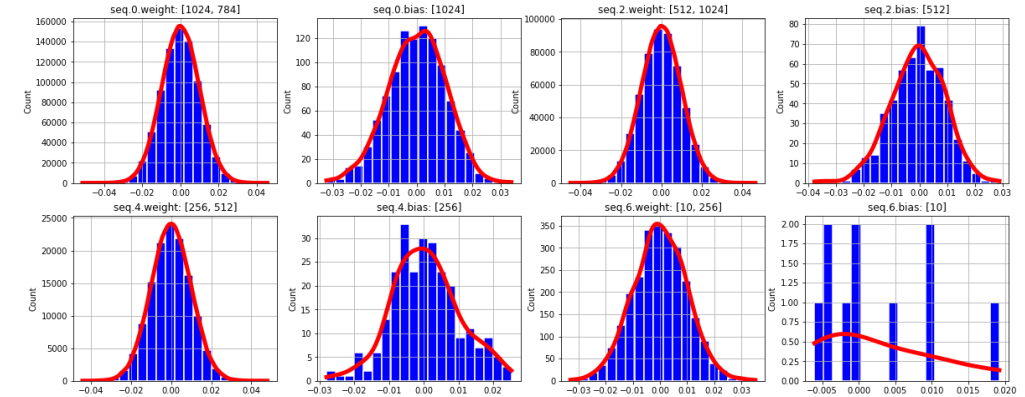 seq.0.weight: [1024, 784]
Count
160000
140000
120000
100000
80000
60000
40000
20000
0
−0.04 −0.02 0.00 0.02 0.04
seq.0.bias: [1024]
Count
120
100
80
60
40
20
0
−0.03 −0.02 −0.01 0.00 0.01 0.02 0.03
seq.2.weight: [512, 1024]
Count
100000
80000
60000
40000
20000
0
−0.04 −0.02 0.00 0.02 0.04
seq.2.bias: [512]
Count
80
70
60
50
40
30
20
10
0
−0.04 −0.03 −0.02 −0.01 0.00 0.01 0.02 0.03
seq.4.weight: [256, 512]
Count
25000
20000
15000
10000
5000
0
−0.04 −0.02 0.00 0.02 0.04
seq.4.bias: [256]
Count
30
25
20
15
10
5
0
−0.03 −0.02 −0.01 0.00 0.01 0.02
seq.6.weight: [10, 256]
Count
350
300
250
200
150
100
50
0
−0.03 −0.02 −0.01 0.00 0.01 0.02 0.03
seq.6.bias: [10]
Count
2.00
1.75
1.50
1.25
1.00
0.75
0.50
0.25
0.00
−0.005 0.000 0.005 0.010 0.015 0.020